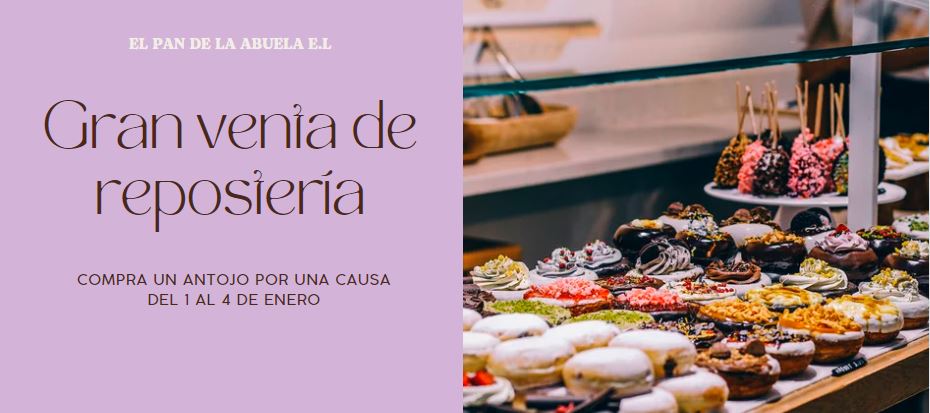 EL PAN DE LA ABUELA E.L
Gran venta de
repostería
COMPRA UN ANTOJO POR UNA CAUSA
DEL 1 AL 4 DE ENERO